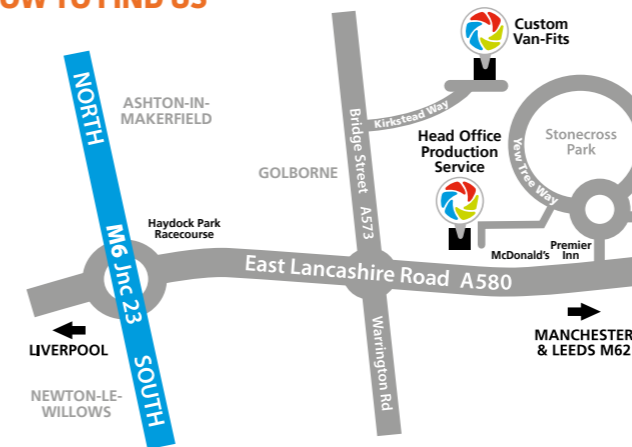 HOW TO FIND US
NORTH
ASHTON-IN-
MAKERFIELD
Custom
Van-Fits
Kirkstead Way
Bridge Street A573
Head Office
Production
Service
Stonecross
Park
Yew Tree Way
GOLBORNE
Haydock Park
Racecourse
M6 Jnc 23
East Lancashire Road A580
McDonald's
Premier
Inn
LIVERPOOL
MANCHESTER
& LEEDS M62
Warrington Rd
SOUTH
NEWTON-LE-
WILLOWS